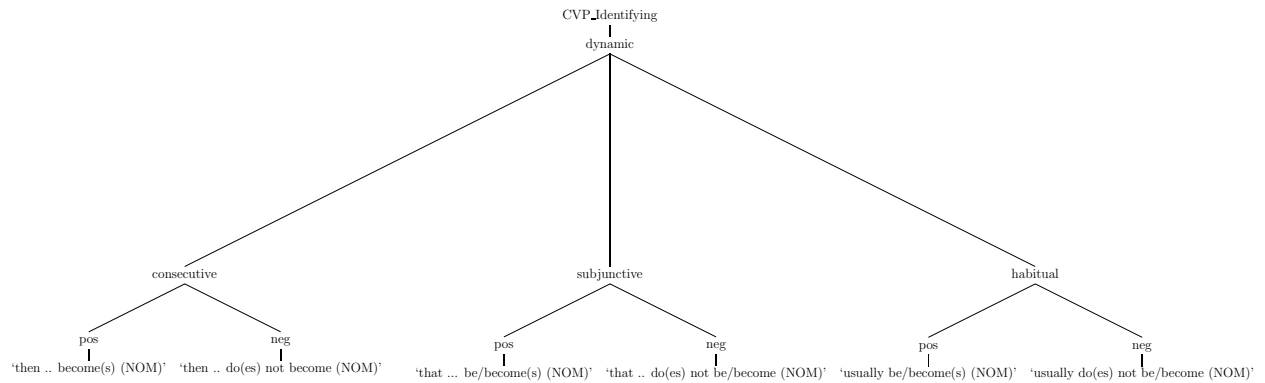 CVP_Identifying
dynamic
consecutive
subjunctive
habitual
pos
neg
pos
neg
pos
neg
‘then .. become(s) (NOM)’
‘then .. do(es) not become (NOM)’
‘that ... be/become(s) (NOM)’
‘that .. do(es) not be/become (NOM)’
‘usually be/become(s) (NOM)’
‘usually do(es) not be/become (NOM)’